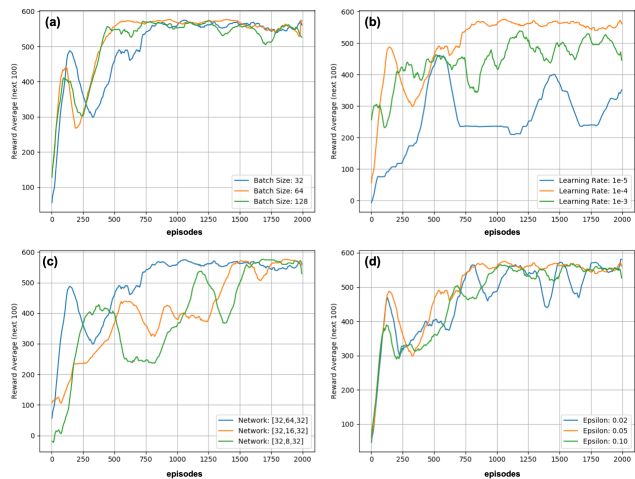 (a)
600
500
400
300
200
100
Reward Average (next 100)
Batch Size: 32
Batch Size: 64
Batch Size: 128
0 250 500 750 1000 1250 1500 1750 2000
episodes
(b)
600
500
400
300
200
100
0
Reward Average (next 100)
Learning Rate: 1e-5
Learning Rate: 1e-4
Learning Rate: 1e-3
0 250 500 750 1000 1250 1500 1750 2000
episodes
(c)
600
500
400
300
200
100
0
Reward Average (next 100)
Network: [32,64,32]
Network: [32,16,32]
Network: [32,8,32]
0 250 500 750 1000 1250 1500 1750 2000
episodes
(d)
600
500
400
300
200
100
Reward Average (next 100)
Epsilon: 0.02
Epsilon: 0.05
Epsilon: 0.10
0 250 500 750 1000 1250 1500 1750 2000
episodes